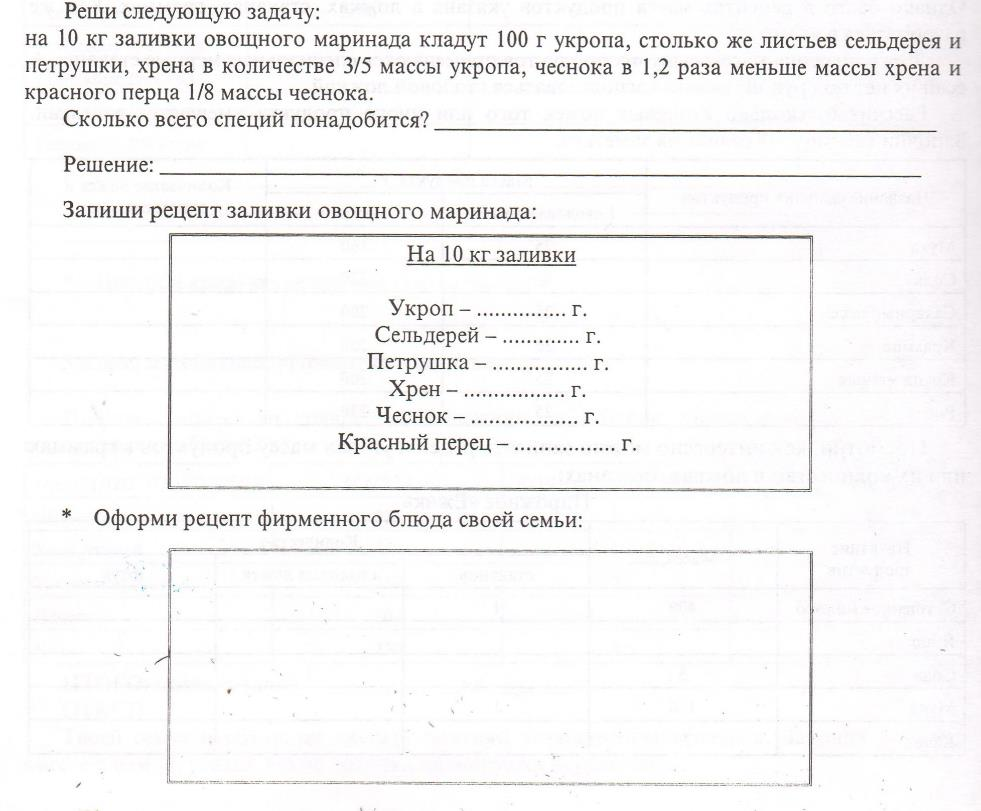 Реши следующую задачу:
на 10 кг заливки овощного маринада кладут 100 г укропа, столько же листьев сельдерея и
петрушки, хрена в количестве 3/5 массы укропа, чеснока в 1,2 раза меньше массы хрена и
красного перца 1/8 массы чеснока.
Сколько всего специй понадобится? ______________________________________________
Решение: ______________________________________________________________________
Запиши рецепт заливки овощного маринада:
На 10 кг заливки
Укроп – ............... г.
Сельдерей – ............. г.
Петрушка – ................ г.
Хрен – ................. г.
Чеснок – .................. г.
Красный перец – .................. г.
* Оформи рецепт фирменного блюда своей семьи: